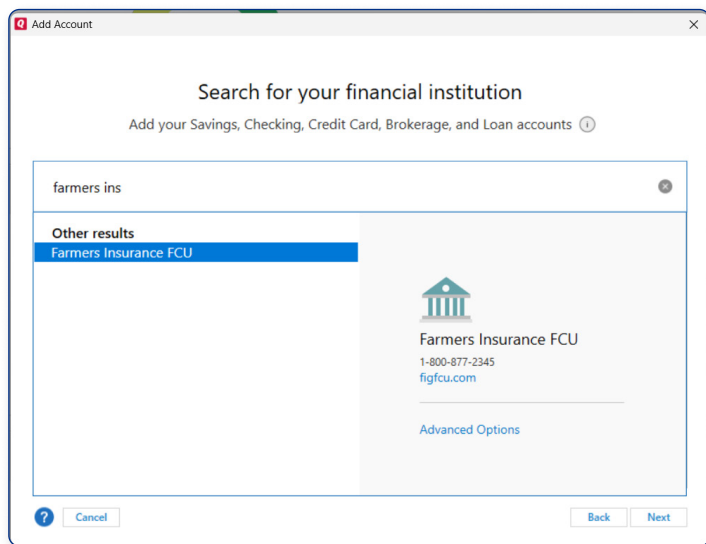 Q Add Account
Search for your financial institution
Add your Savings, Checking, Credit Card, Brokerage, and Loan accounts i
farmers ins
Other results
Farmers Insurance FCU
Farmers Insurance FCU
1-800-877-2345
figfcu.com
Advanced Options
? Cancel Back Next